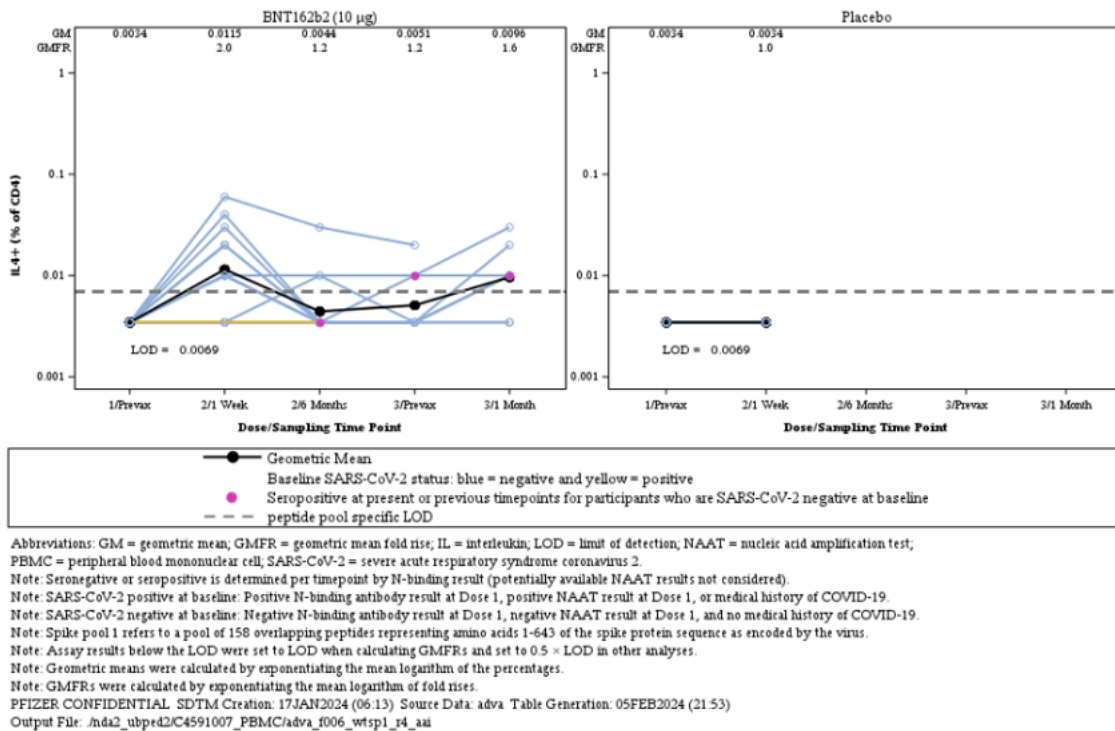 BNT162b2 (10 µg)
Placebo
GM 0.0034 0.0115 0.0044 0.0051 0.0096
GMFR 2.0 1.2 1.2 1.6
GM 0.0034 0.0034
GMFR 1.0
IL4+ (% of CD4)
1
0.1
0.01
0.001
LOD = 0.0069
1/Prevax 2/1 Week 2/6 Months 3/Prevax 3/1 Month
Dose/Sampling Time Point
1
0.1
0.01
0.001
LOD = 0.0069
1/Prevax 2/1 Week 2/6 Months 3/Prevax 3/1 Month
Dose/Sampling Time Point
Geometric Mean
Baseline SARS-CoV-2 status: blue = negative and yellow = positive
Seropositive at present or previous timepoints for participants who are SARS-CoV-2 negative at baseline
peptide pool specific LOD
Abbreviations: GM = geometric mean; GMFR = geometric mean fold rise; IL = interleukin; LOD = limit of detection; NAAT = nucleic acid amplification test;
PBMC = peripheral blood mononuclear cell; SARS-CoV-2 = severe acute respiratory syndrome coronavirus 2.
Note: Seronegative or seropositive is determined per timepoint by N-binding result (potentially available NAAT results not considered).
Note: SARS-CoV-2 positive at baseline: Positive N-binding antibody result at Dose 1, positive NAAT result at Dose 1, or medical history of COVID-19.
Note: SARS-CoV-2 negative at baseline: Negative N-binding antibody result at Dose 1, negative NAAT result at Dose 1, and no medical history of COVID-19.
Note: Spike pool 1 refers to a pool of 158 overlapping peptides representing amino acids 1-643 of the spike protein sequence as encoded by the virus.
Note: Assay results below the LOD were set to LOD when calculating GMFRs and set to 0.5 × LOD in other analyses.
Note: Geometric means were calculated by exponentiating the mean logarithm of the percentages.
Note: GMFRs were calculated by exponentiating the mean logarithm of fold rises.
PFIZER CONFIDENTIAL SDTM Creation: 17JAN2024 (06:13) Source Data: adva Table Generation: 05FEB2024 (21:53)
Output File: ./nda2_ubped2/C4591007_PBMC/adva_f006_wtsp1_r4_aai